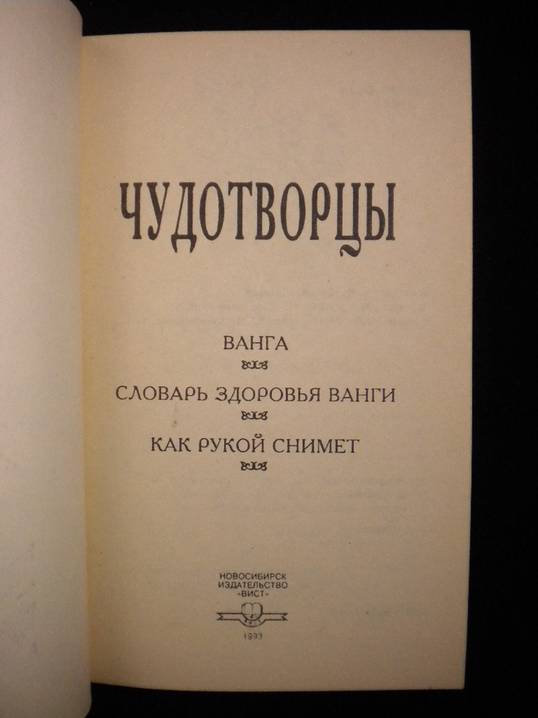 ЧУДОТВОРЦЫ
ВАНГА
СЛОВАРЬ ЗДОРОВЬЯ ВАНГИ
КАК РУКОЙ СНИМЕТ
НОВОСИБИРСК
ИЗДАТЕЛЬСТВО
«ВИСТ»
1993